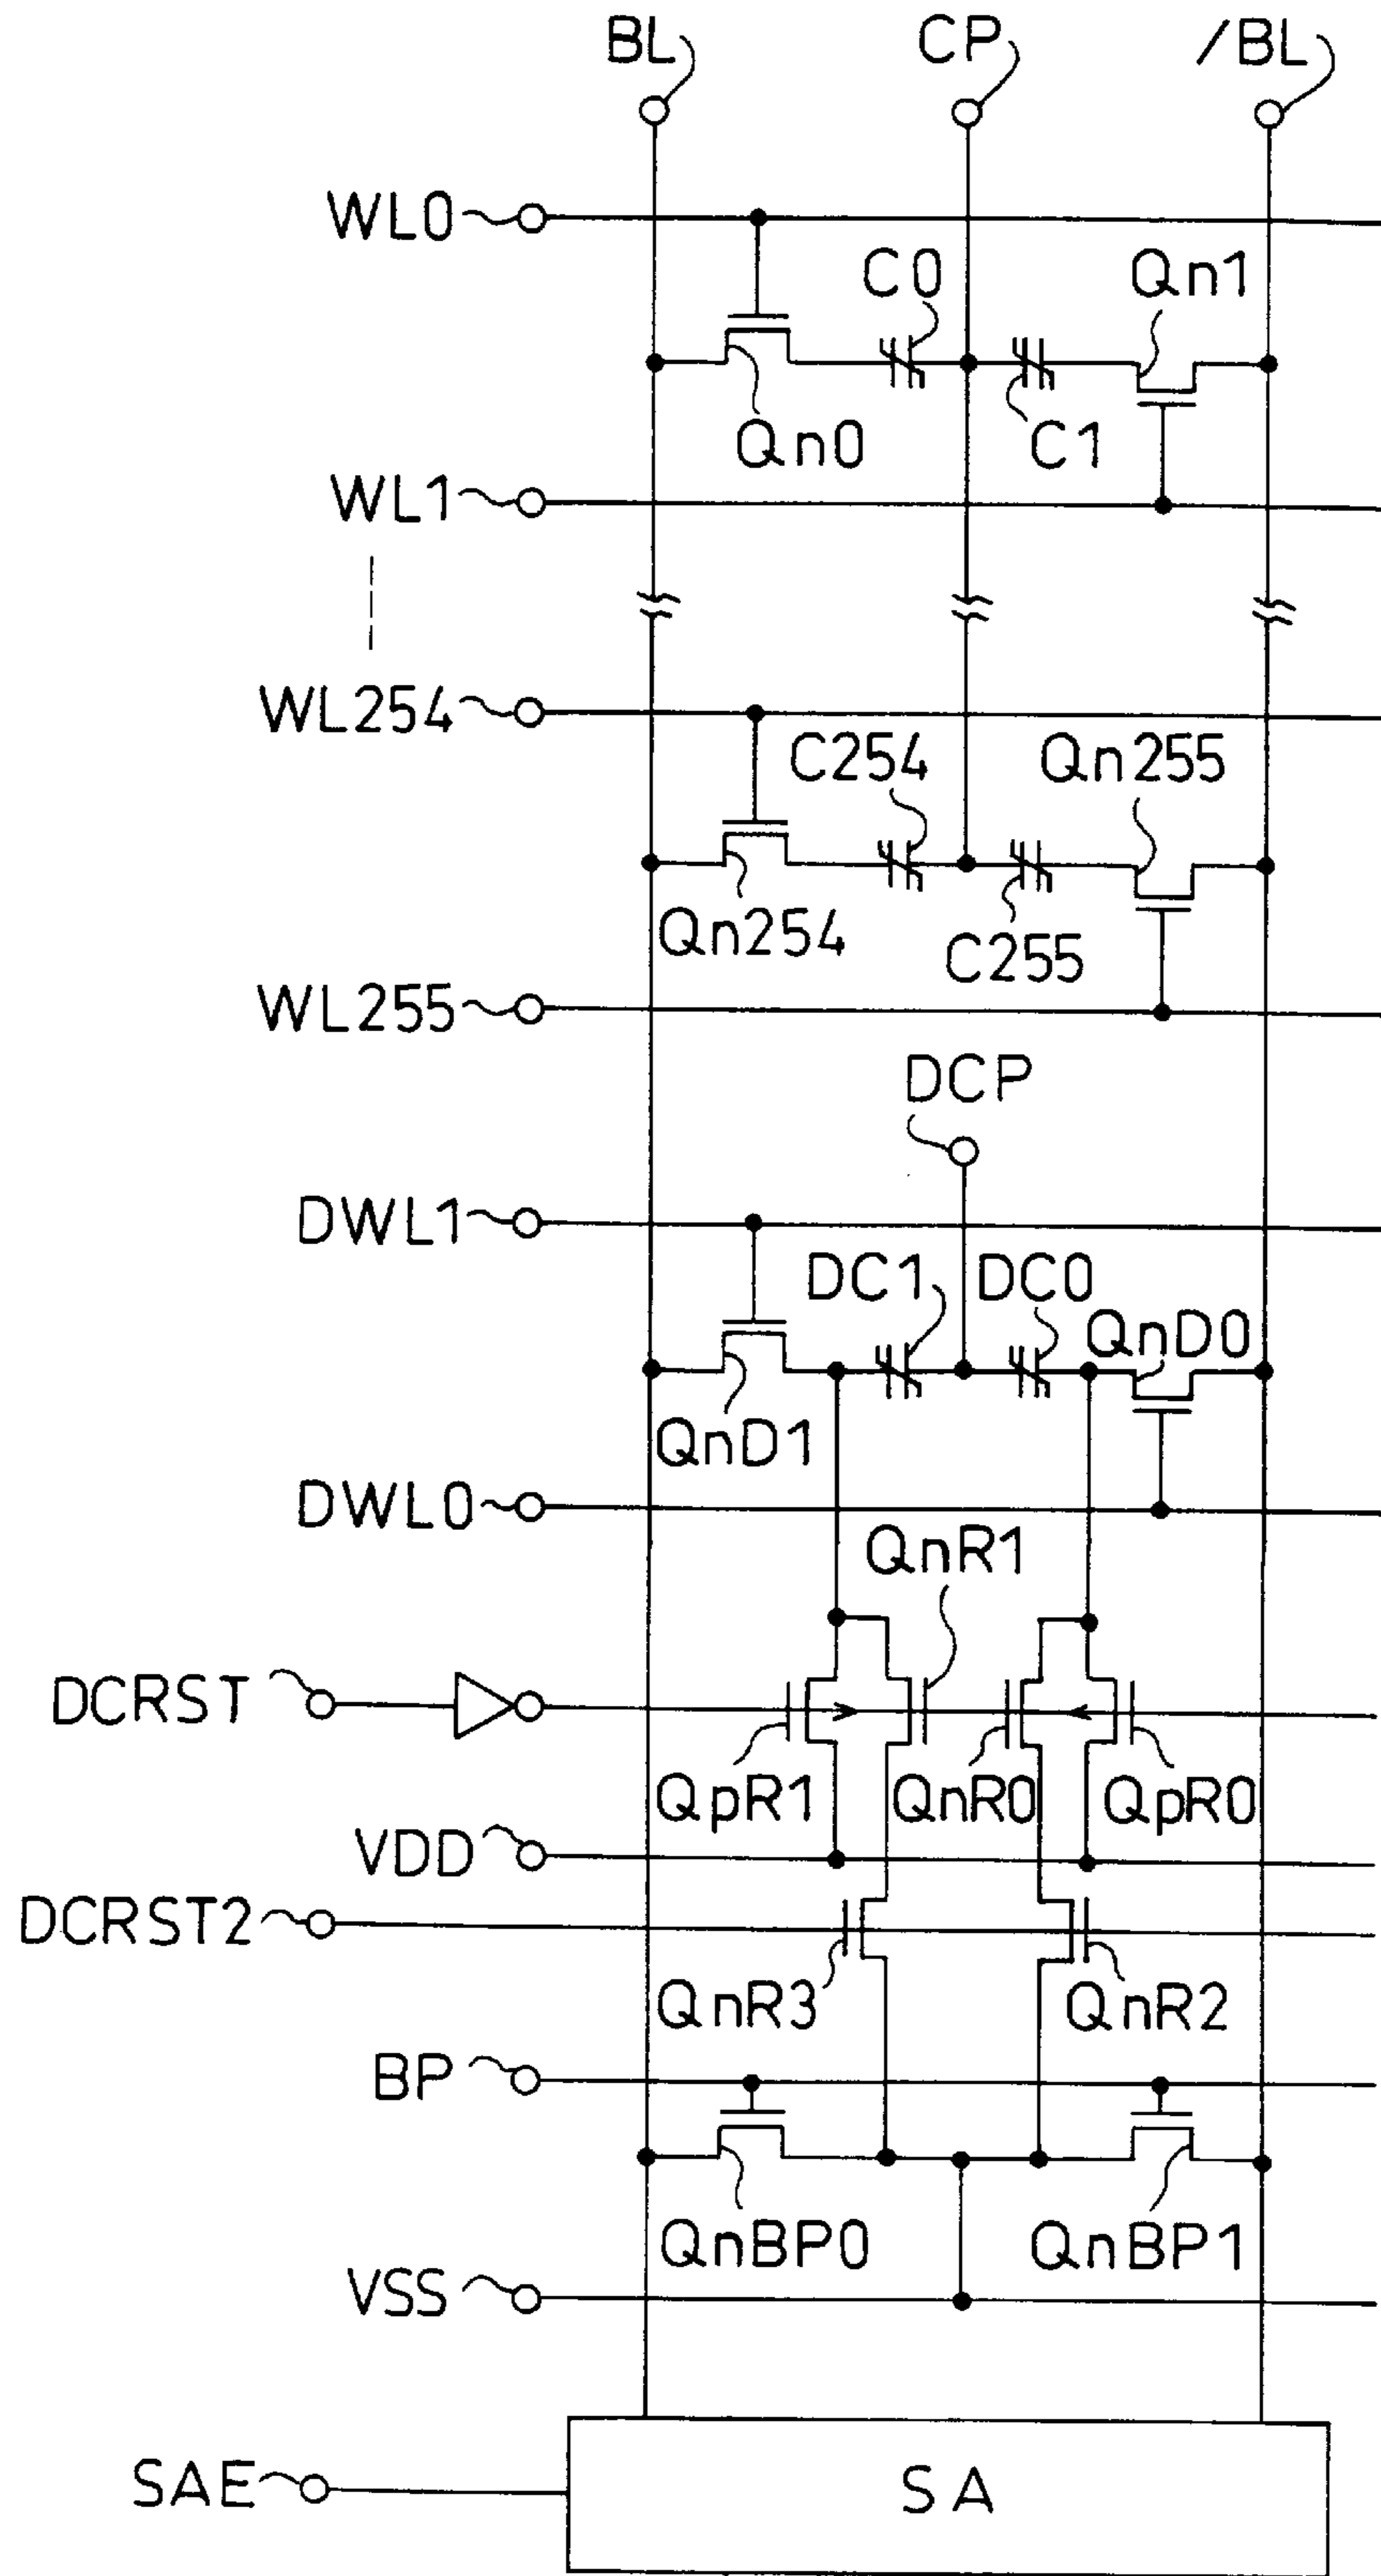 BL CP /BL
WL0
C0 Qn1
Qn0 C1
WL1
WL254
C254 Qn255
Qn254 C255
WL255
DCP
DWL1
DC1 DC0 QnD0
QnD1
DWL0
QnR1
DCRST
QpR1 QnR0 QpR0
VDD
DCRST2
QnR3 QnR2
BP
QnBP0 QnBP1
VSS
SAE SA